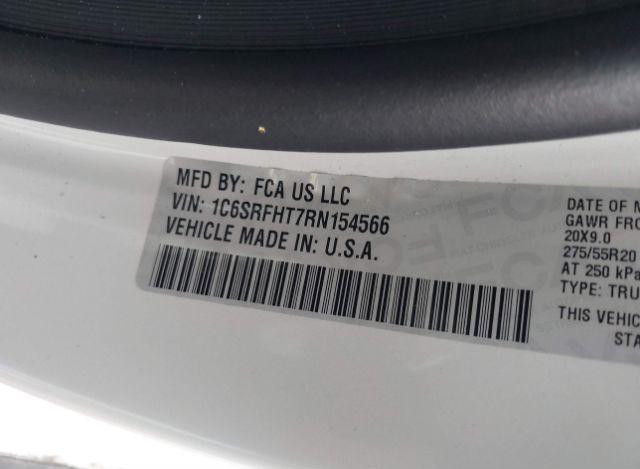 MFD BY: FCA US LLC
VIN: 1C6SRFHT7RN154566
VEHICLE MADE IN: U.S.A.
DATE OF M
GAWR FRO
20X9.0
275/55R20
AT 250 kPa
TYPE: TRU
THIS VEHIC
STA